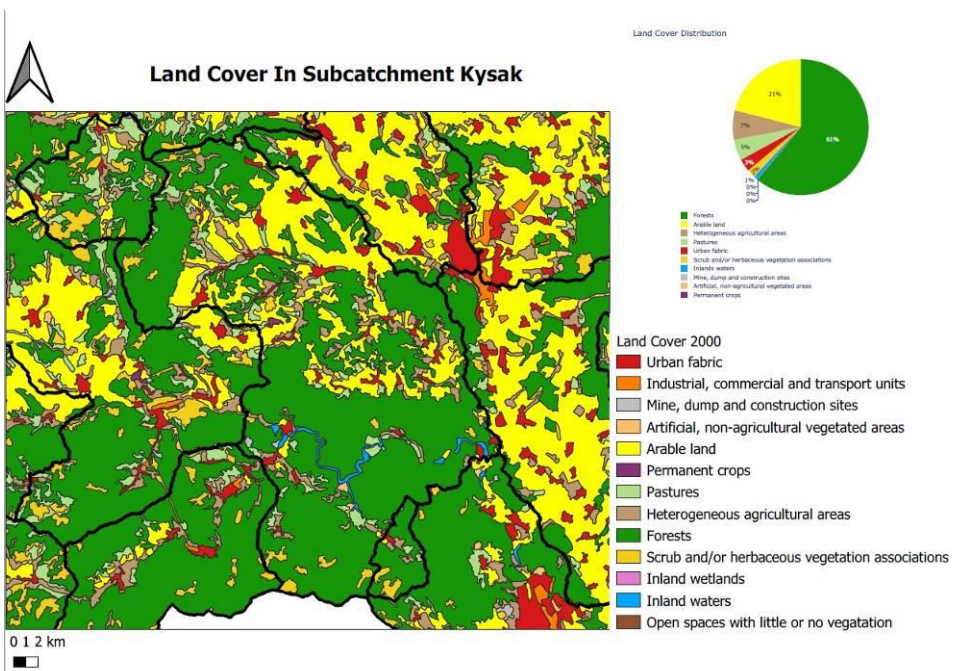 Land Cover Distribution
Land Cover In Subcatchment Kysak
21%
7%
5%
3%
61%
1%
0%
0%
0%
Forests
Arable land
Heterogeneous agricultural areas
Pastures
Urban fabric
Scrub and/or herbaceous vegetation associations
Inlands waters
Mine, dump and construction sites
Artificial, non-agricultural vegetated areas
Permanent crops
Land Cover 2000
Urban fabric
Industrial, commercial and transport units
Mine, dump and construction sites
Artificial, non-agricultural vegetated areas
Arable land
Permanent crops
Pastures
Heterogeneous agricultural areas
Forests
Scrub and/or herbaceous vegetation associations
Inland wetlands
Inland waters
Open spaces with little or no vegatation
0 1 2 km